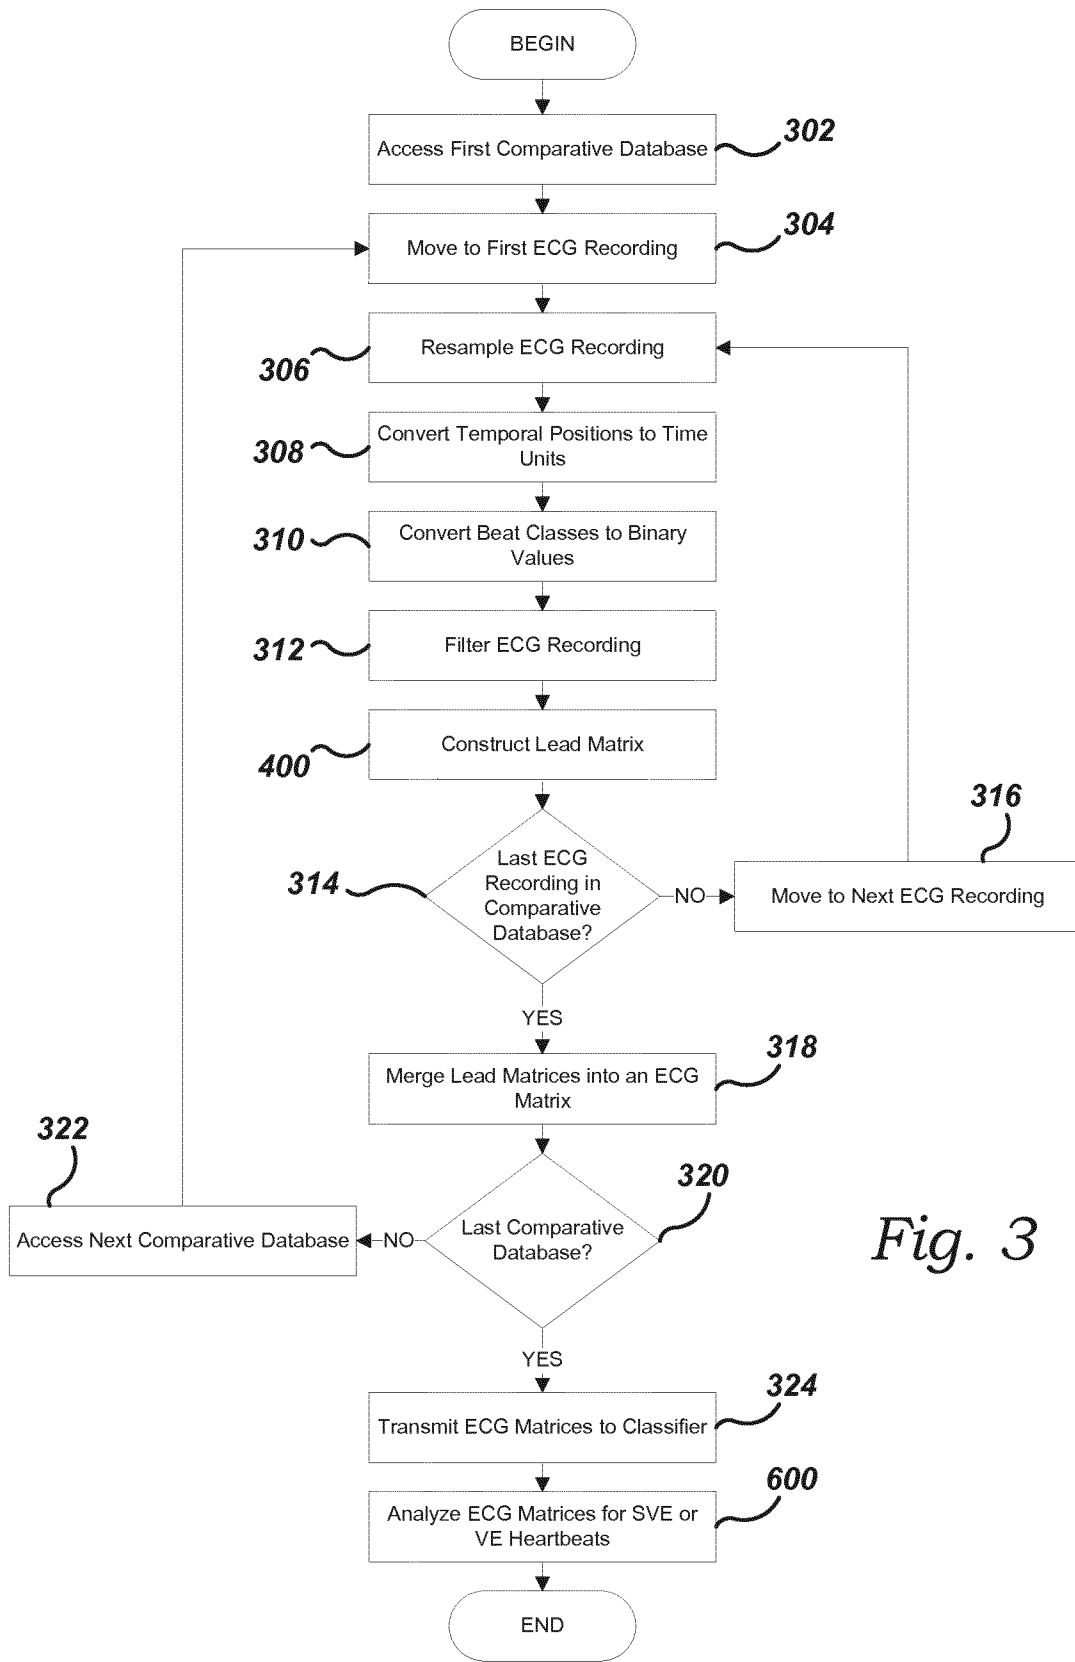 BEGIN
Access First Comparative Database
302
Move to First ECG Recording
304
Resample ECG Recording
306
Convert Temporal Positions to Time
Units
308
Convert Beat Classes to Binary
Values
310
Filter ECG Recording
312
Construct Lead Matrix
400
Last ECG
Recording in
Comparative
Database?
314
NO
Move to Next ECG Recording
316
YES
Merge Lead Matrices into an ECG
Matrix
318
Last Comparative
Database?
320
NO
Access Next Comparative Database
322
Fig. 3
YES
Transmit ECG Matrices to Classifier
324
Analyze ECG Matrices for SVE or
VE Heartbeats
600
END